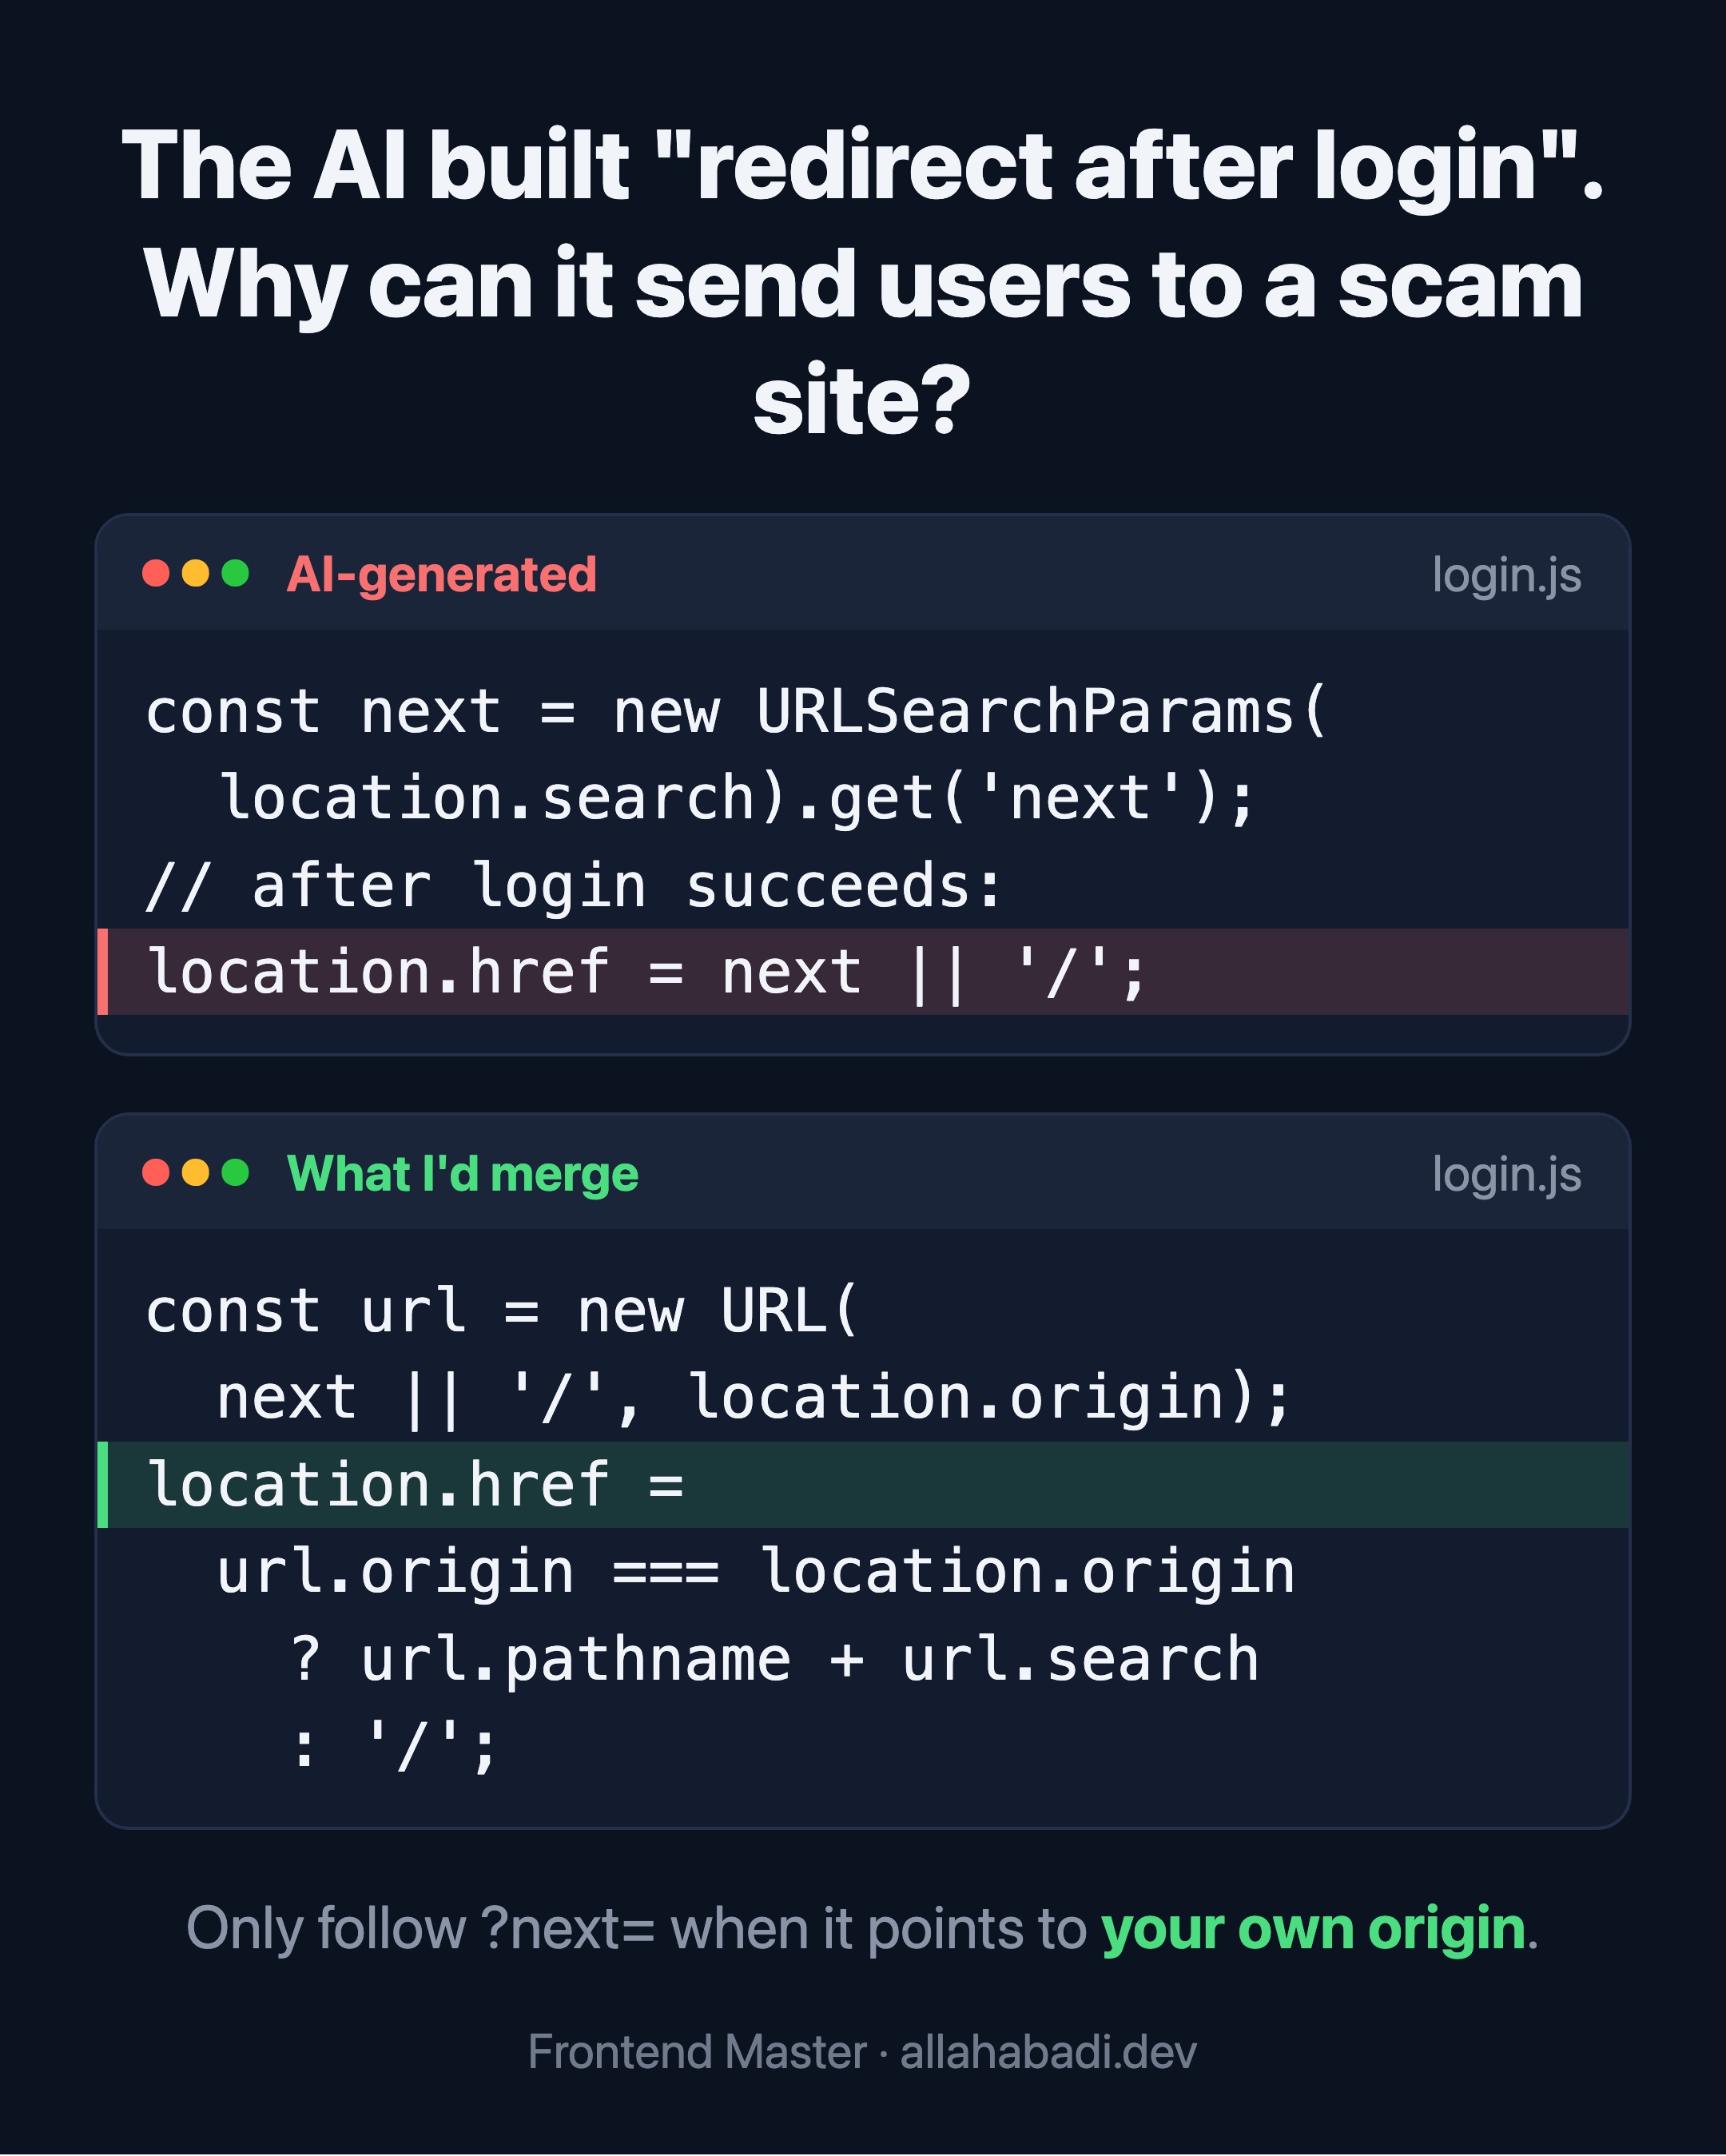 The AI built "redirect after login".
Why can it send users to a scam
site?
AI-generated
login.js
const next = new URLSearchParams(
  location.search).get('next');
// after login succeeds:
location.href = next || '/';
What I'd merge
login.js
const url = new URL(
  next || '/', location.origin);
location.href =
  url.origin === location.origin
    ? url.pathname + url.search
    : '/';
Only follow ?next= when it points to your own origin.
Frontend Master · allahabadi.dev